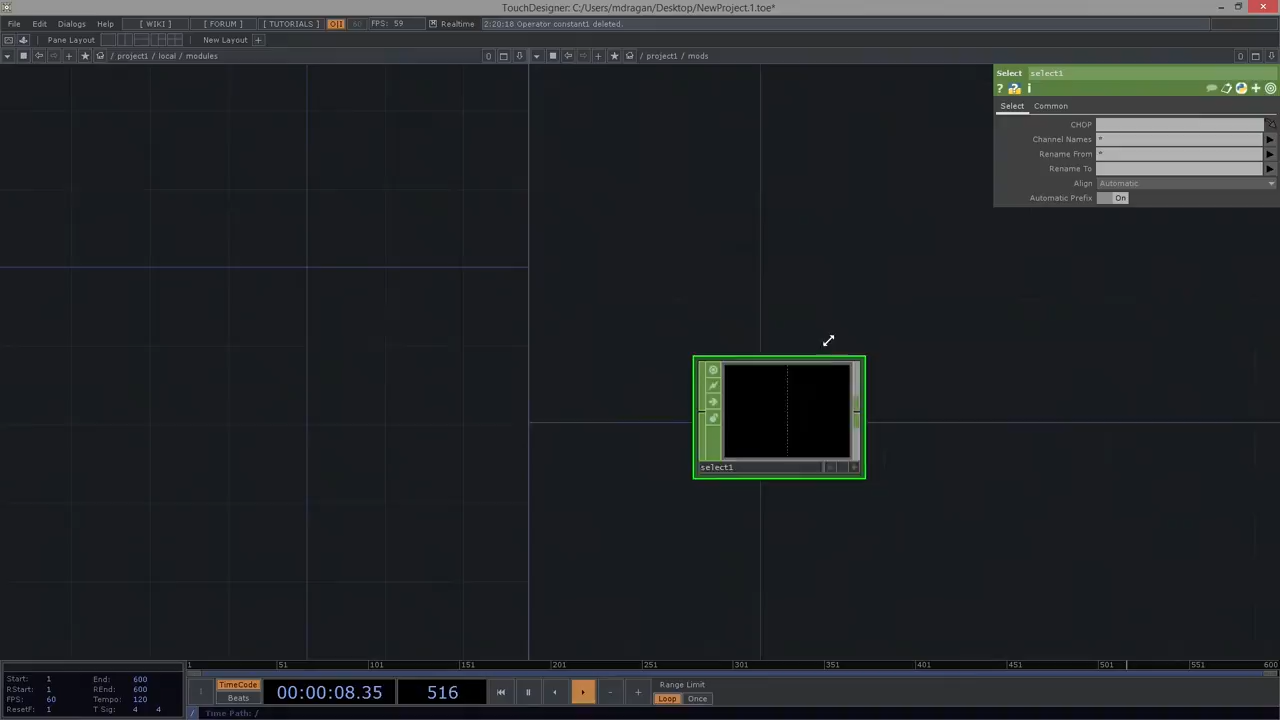 TouchDesigner: C:/Users/mdragan/Desktop/NewProject.1.toe*
File Edit Dialogs Help [ WIKI ] [ FORUM ] [ TUTORIALS ] O|I 60 FPS: 59 Realtime 2:20:18 Operator constant1 deleted.
Pane Layout New Layout +
/ project1 / local / modules 0
/ project1 / mods 0
Select select1
? i
Select Common
CHOP
Channel Names *
Rename From *
Rename To
Align Automatic
Automatic Prefix On
select1
1 51 101 151 201 251 301 351 401 451 501 551 600
Start: 1 End: 600
RStart: 1 REnd: 600
FPS: 60 Tempo: 120
ResetF: 1 T Sig: 4 4
TimeCode
Beats
00:00:08.35 516
Range Limit
Loop Once
/ Time Path: /